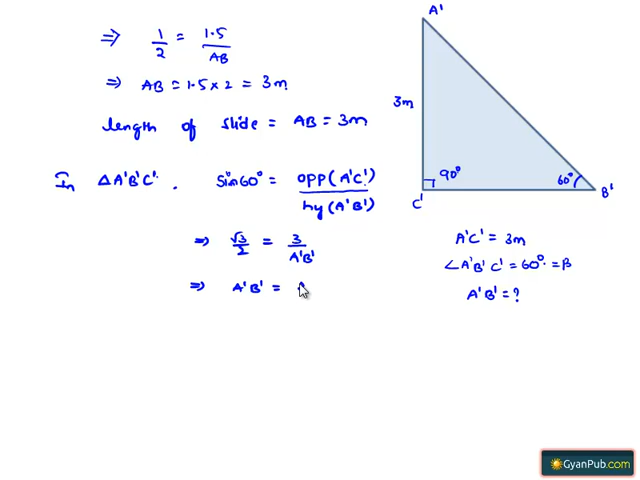 ⇒ 1/2 = 1.5/AB
⇒ AB = 1.5 × 2 = 3m
length of slide = AB = 3m
In ΔA'B'C'. Sin60° = opp(A'C')/hy(A'B')
⇒ √3/2 = 3/A'B'
⇒ A'B' =
A'
3m
90°
60°
C'
B'
A'C' = 3m
∠A'B'C' = 60° = β
A'B' = ?
GyanPub.com